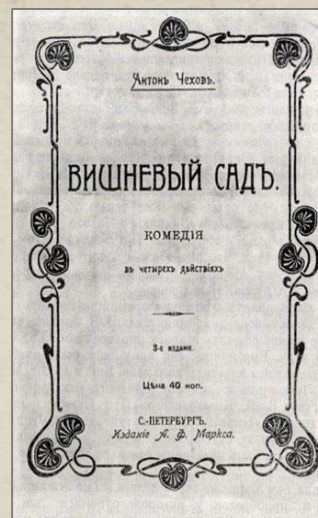 Антонъ Чеховъ.
ВИШНЕВЫЙ САДЪ.
КОМЕДІЯ
въ четырехъ дѣйствіяхъ
3-е изданіе.
Цѣна 40 коп.
С.-ПЕТЕРБУРГЪ.
Изданіе А. Ф. Маркса.